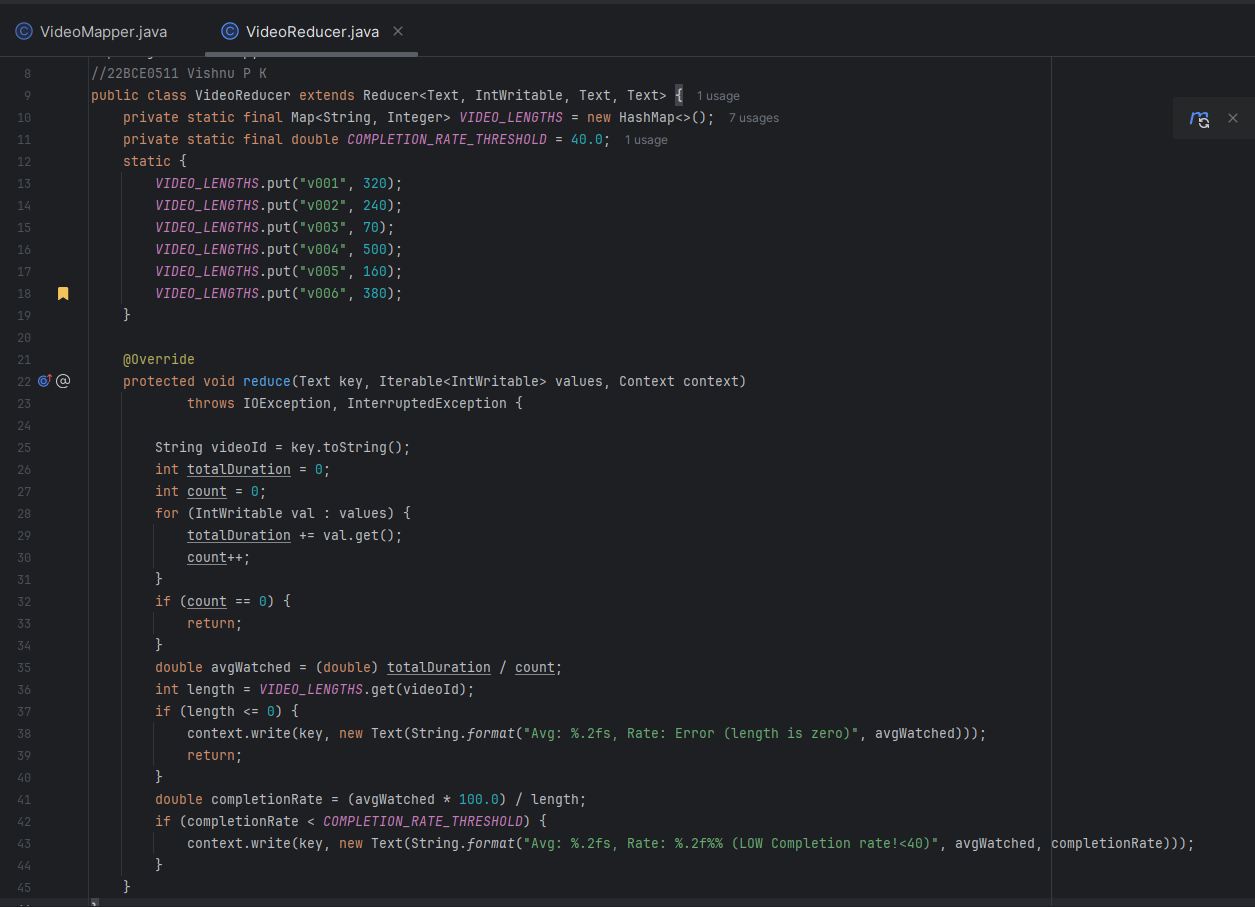 VideoMapper.java
VideoReducer.java
8 //22BCE0511 Vishnu P K
9 public class VideoReducer extends Reducer<Text, IntWritable, Text, Text> { 1 usage
10 private static final Map<String, Integer> VIDEO_LENGTHS = new HashMap<>(); 7 usages
11 private static final double COMPLETION_RATE_THRESHOLD = 40.0; 1 usage
12 static {
13 VIDEO_LENGTHS.put("v001", 320);
14 VIDEO_LENGTHS.put("v002", 240);
15 VIDEO_LENGTHS.put("v003", 70);
16 VIDEO_LENGTHS.put("v004", 500);
17 VIDEO_LENGTHS.put("v005", 160);
18 VIDEO_LENGTHS.put("v006", 380);
19 }
20
21 @Override
22 protected void reduce(Text key, Iterable<IntWritable> values, Context context)
23 throws IOException, InterruptedException {
24
25 String videoId = key.toString();
26 int totalDuration = 0;
27 int count = 0;
28 for (IntWritable val : values) {
29 totalDuration += val.get();
30 count++;
31 }
32 if (count == 0) {
33 return;
34 }
35 double avgWatched = (double) totalDuration / count;
36 int length = VIDEO_LENGTHS.get(videoId);
37 if (length <= 0) {
38 context.write(key, new Text(String.format("Avg: %.2fs, Rate: Error (length is zero)", avgWatched)));
39 return;
40 }
41 double completionRate = (avgWatched * 100.0) / length;
42 if (completionRate < COMPLETION_RATE_THRESHOLD) {
43 context.write(key, new Text(String.format("Avg: %.2fs, Rate: %.2f%% (LOW Completion rate!<40)", avgWatched, completionRate)));
44 }
45 }